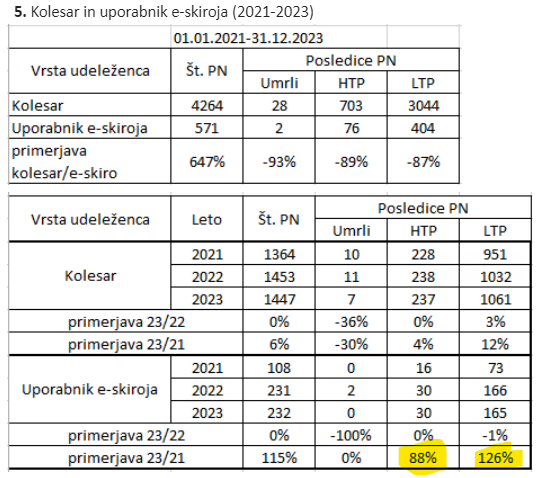 5. Kolesar in uporabnik e-skiroja (2021-2023)
01.01.2021-31.12.2023
Vrsta udeleženca Št. PN Posledice PN
Umrli HTP LTP
Kolesar 4264 28 703 3044
Uporabnik e-skiroja 571 2 76 404
primerjava
kolesar/e-skiro 647% -93% -89% -87%
Vrsta udeleženca Leto Št. PN Posledice PN
Umrli HTP LTP
Kolesar
2021 1364 10 228 951
2022 1453 11 238 1032
2023 1447 7 237 1061
primerjava 23/22 0% -36% 0% 3%
primerjava 23/21 6% -30% 4% 12%
Uporabnik e-skiroja
2021 108 0 16 73
2022 231 2 30 166
2023 232 0 30 165
primerjava 23/22 0% -100% 0% -1%
primerjava 23/21 115% 0% 88% 126%